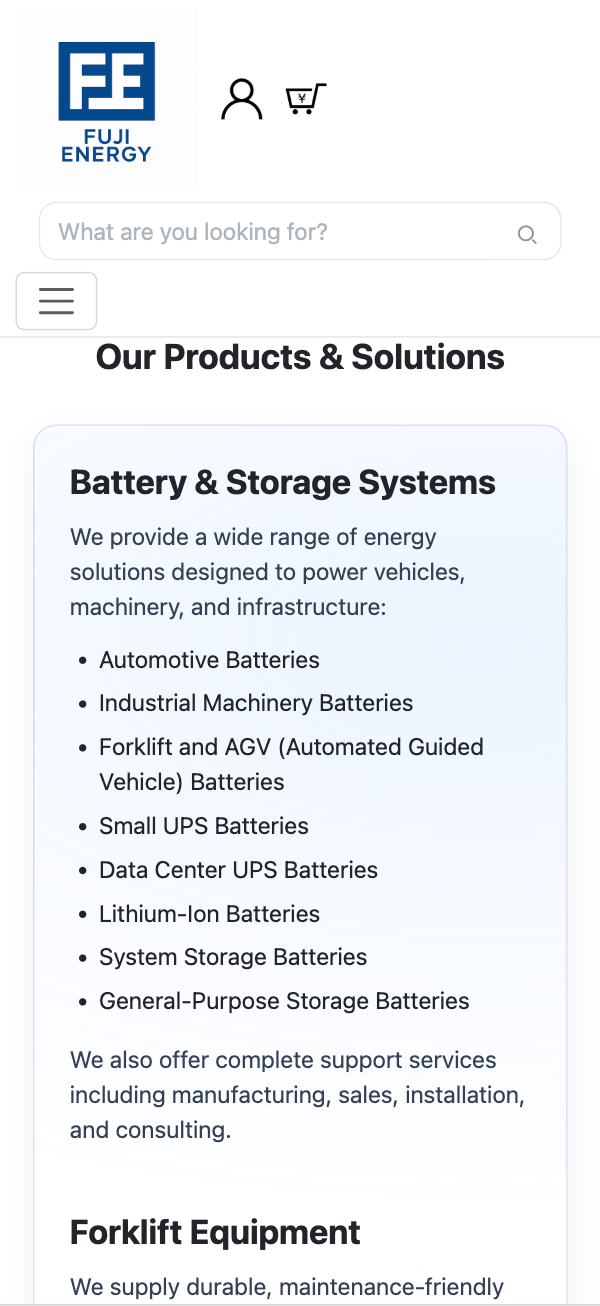 FUJI
ENERGY
¥
What are you looking for?
Our Products & Solutions
Battery & Storage Systems
We provide a wide range of energy
solutions designed to power vehicles,
machinery, and infrastructure:
• Automotive Batteries
• Industrial Machinery Batteries
• Forklift and AGV (Automated Guided
Vehicle) Batteries
• Small UPS Batteries
• Data Center UPS Batteries
• Lithium-Ion Batteries
• System Storage Batteries
• General-Purpose Storage Batteries
We also offer complete support services
including manufacturing, sales, installation,
and consulting.
Forklift Equipment
We supply durable, maintenance-friendly